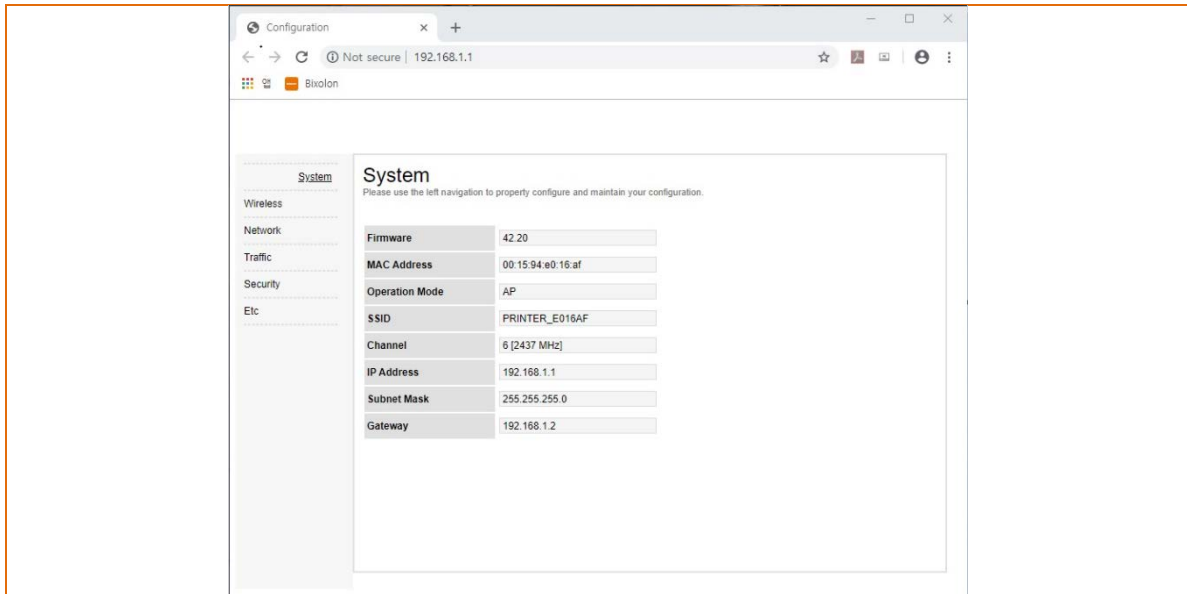 Configuration
Not secure | 192.168.1.1
앱 Bixolon
System
Wireless
Network
Traffic
Security
Etc
System
Please use the left navigation to property configure and maintain your configuration.
Firmware 42.20
MAC Address 00:15:94:e0:16:af
Operation Mode AP
SSID PRINTER_E016AF
Channel 6 [2437 MHz]
IP Address 192.168.1.1
Subnet Mask 255.255.255.0
Gateway 192.168.1.2